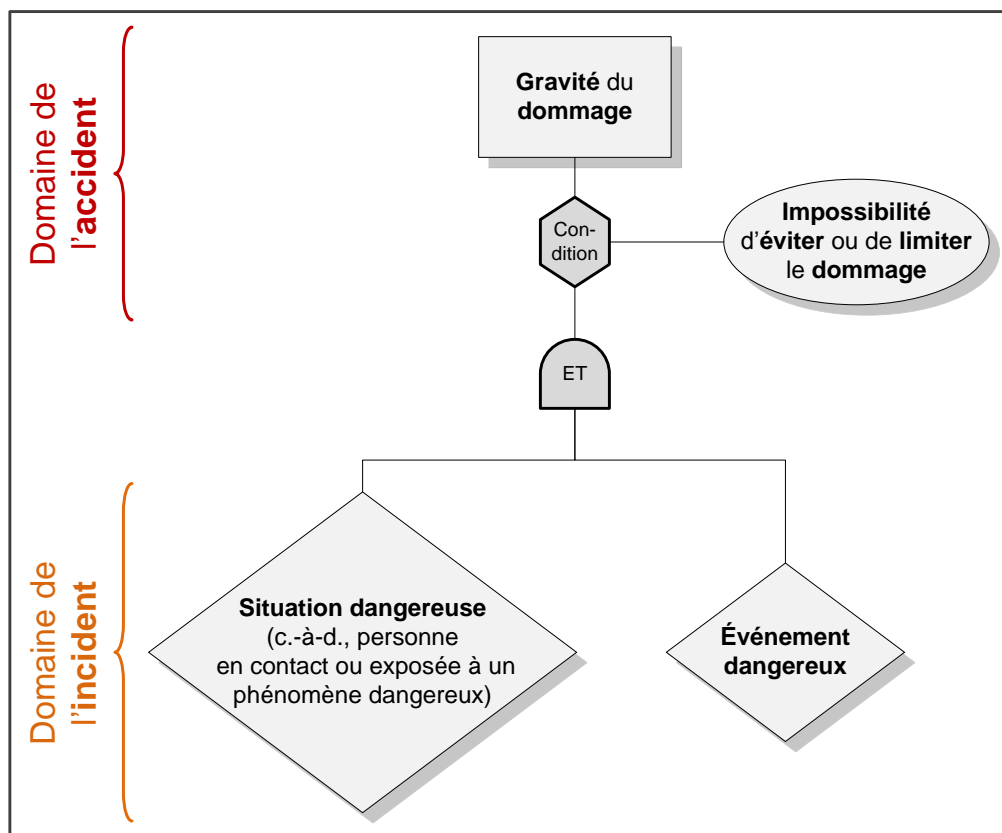 Domaine de
l'accident
Gravité du
dommage
Con-
dition
Impossibilité
d'éviter ou de limiter
le dommage
ET
Domaine de
l'incident
Situation dangereuse
(c.-à-d., personne
en contact ou exposée à un
phénomène dangereux)
Événement
dangereux